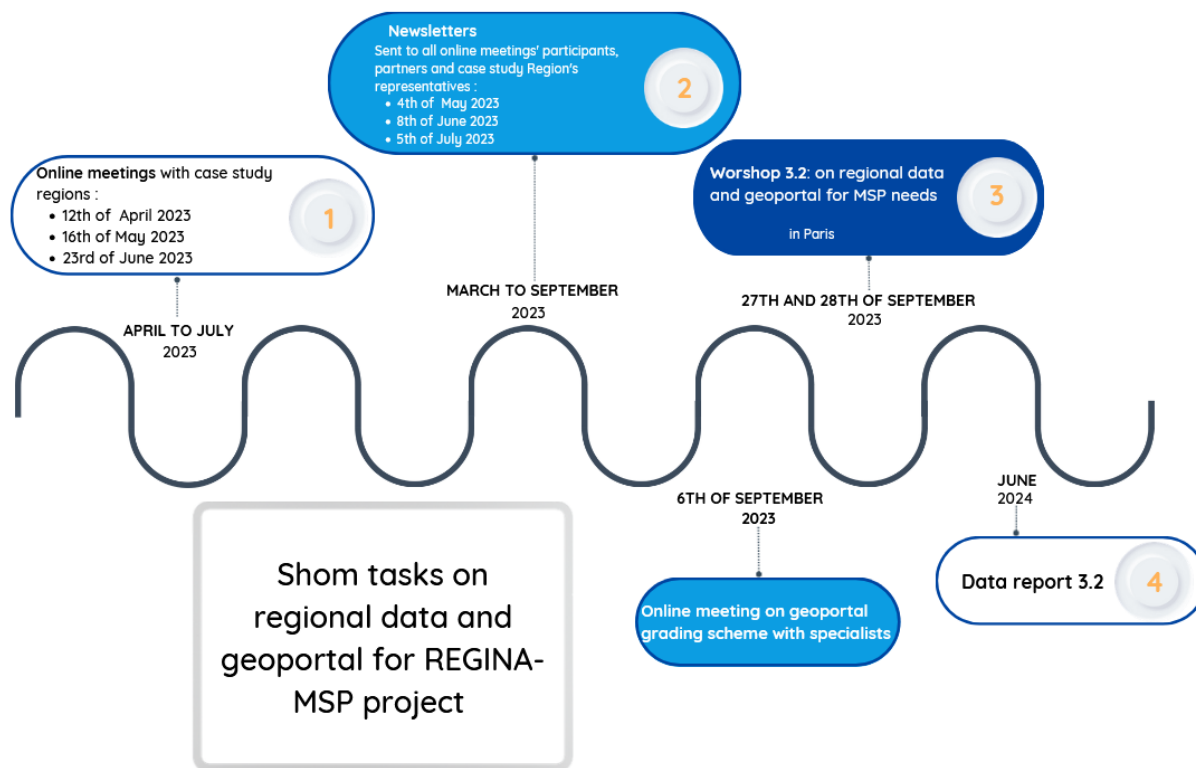 Newsletters
Sent to all online meetings' participants,
partners and case study Region's
representatives :
• 4th of May 2023
• 8th of June 2023
• 5th of July 2023
2
Online meetings with case study
regions :
• 12th of April 2023
• 16th of May 2023
• 23rd of June 2023
1
Worshop 3.2: on regional data
and geoportal for MSP needs
in Paris
3
APRIL TO JULY
2023
MARCH TO SEPTEMBER
2023
27TH AND 28TH OF SEPTEMBER
2023
6TH OF SEPTEMBER
2023
JUNE
2024
Shom tasks on
regional data and
geoportal for REGINA-
MSP project
Online meeting on geoportal
grading scheme with specialists
Data report 3.2
4